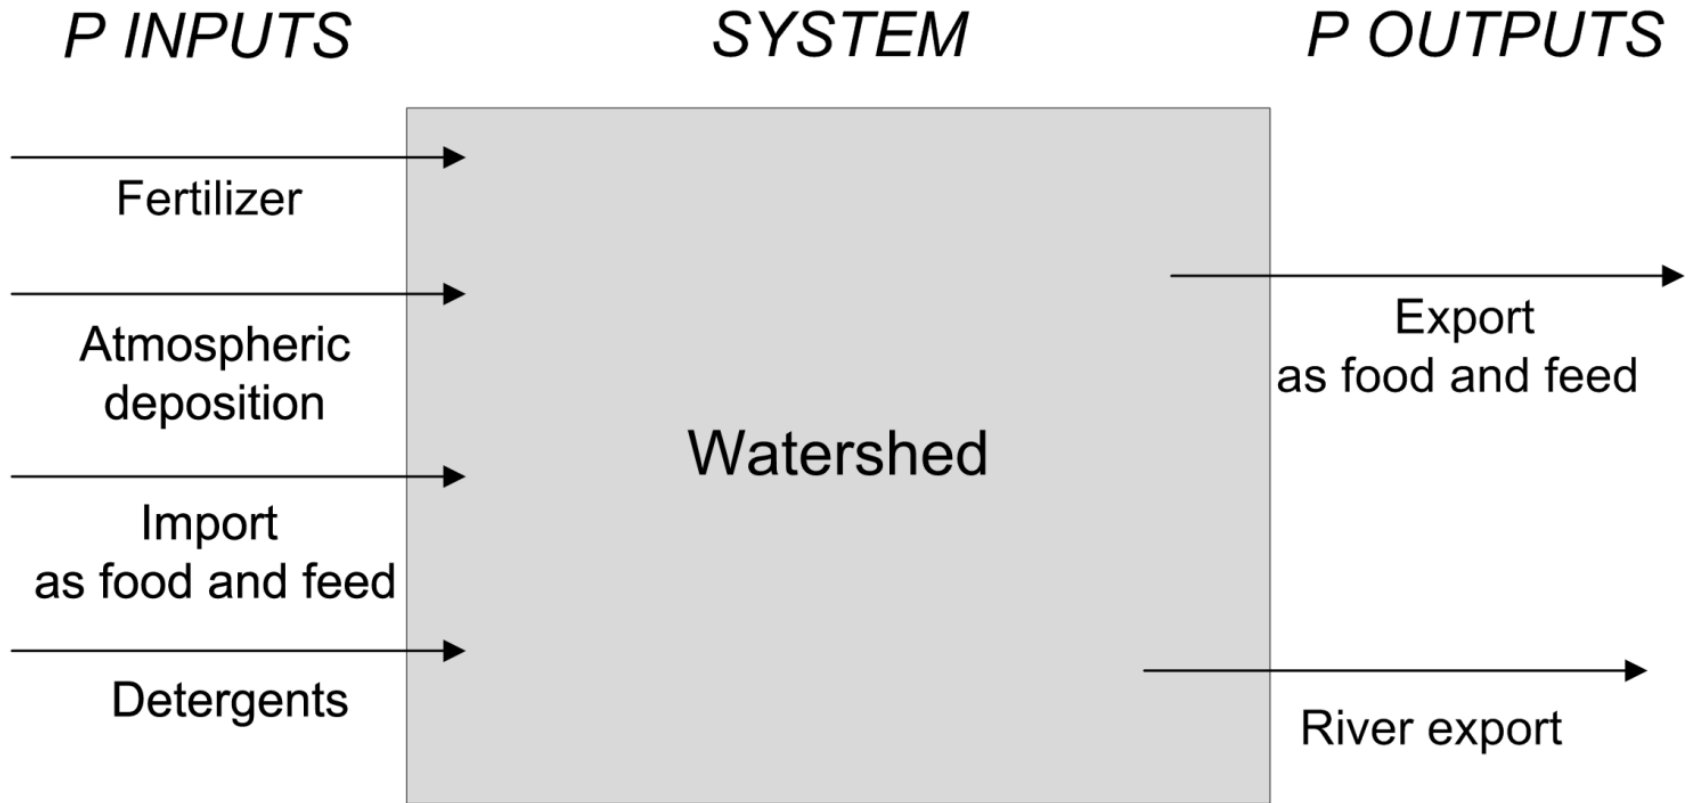 P INPUTS
SYSTEM
P OUTPUTS
Fertilizer
Atmospheric
deposition
Import
as food and feed
Detergents
Watershed
Export
as food and feed
River export